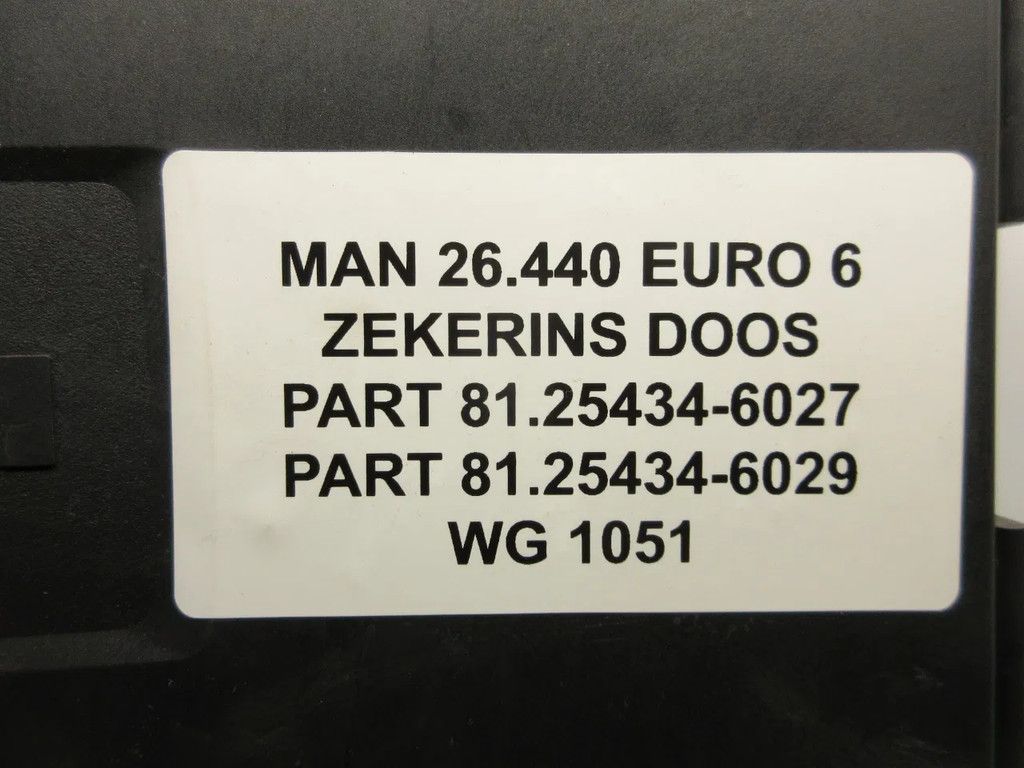 MAN 26.440 EURO 6
ZEKERINS DOOS
PART 81.25434-6027
PART 81.25434-6029
WG 1051